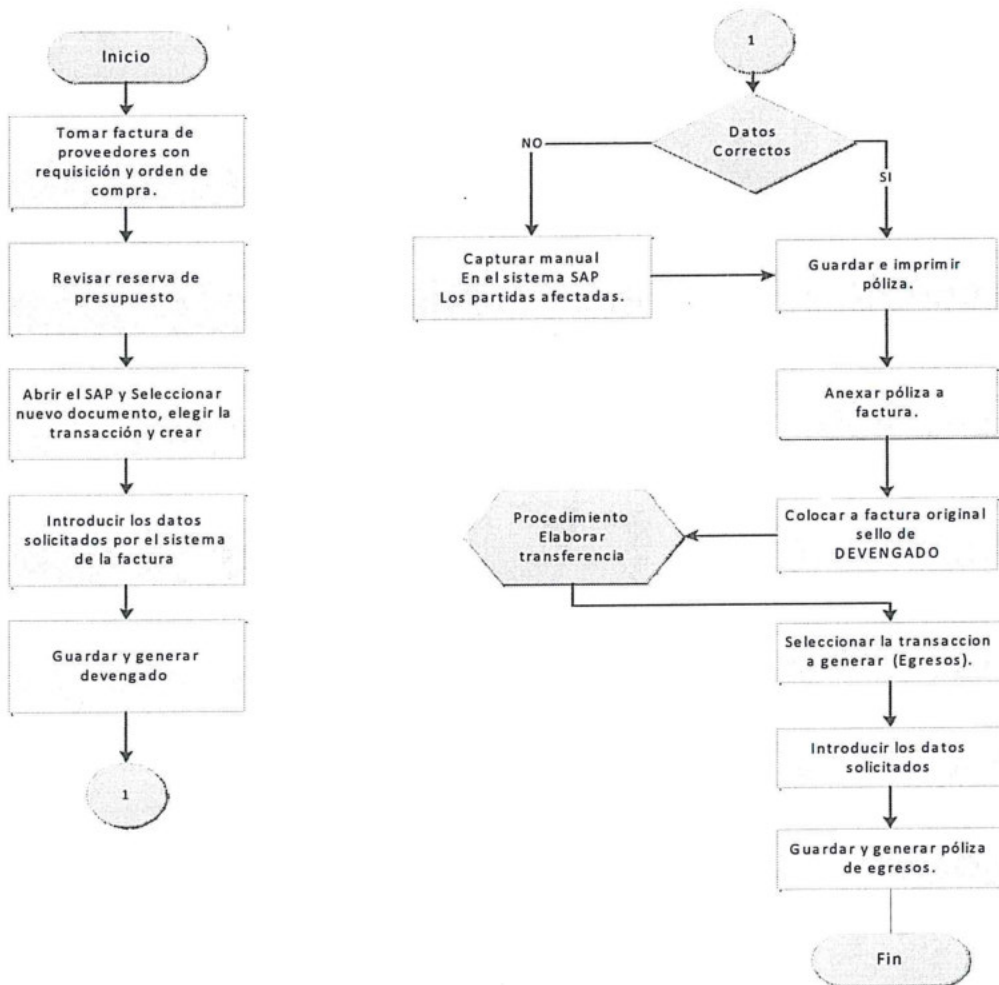 Inicio
Tomar factura de
proveedores con
requisición y orden de
compra.
Revisar reserva de
presupuesto
Abrir el SAP y Seleccionar
nuevo documento, elegir la
transacción y crear
Introducir los datos
solicitados por el sistema
de la factura
Guardar y generar
devengado
1
1
Datos
Correctos
NO
SI
Capturar manual
En el sistema SAP
Los partidas afectadas.
Guardar e imprimir
póliza.
Anexar póliza a
factura.
Colocar a factura original
sello de
DEVENGADO
Procedimiento
Elaborar
transferencia
Seleccionar la transaccion
a generar (Egresos).
Introducir los datos
solicitados
Guardar y generar póliza
de egresos.
Fin